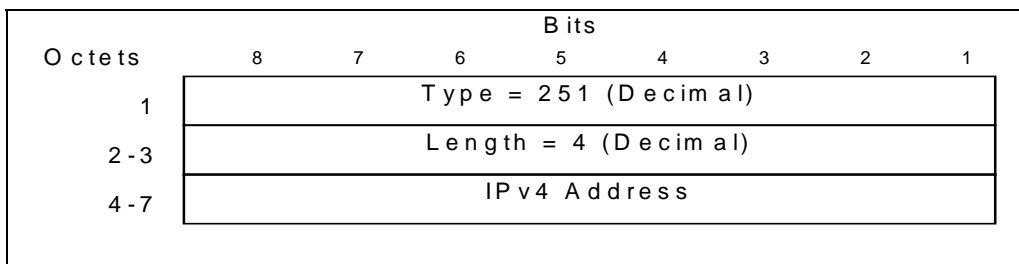 Bits
Octets 8 7 6 5 4 3 2 1
1 Type = 251 (Decimal)
2-3 Length = 4 (Decimal)
4-7 IPv4 Address